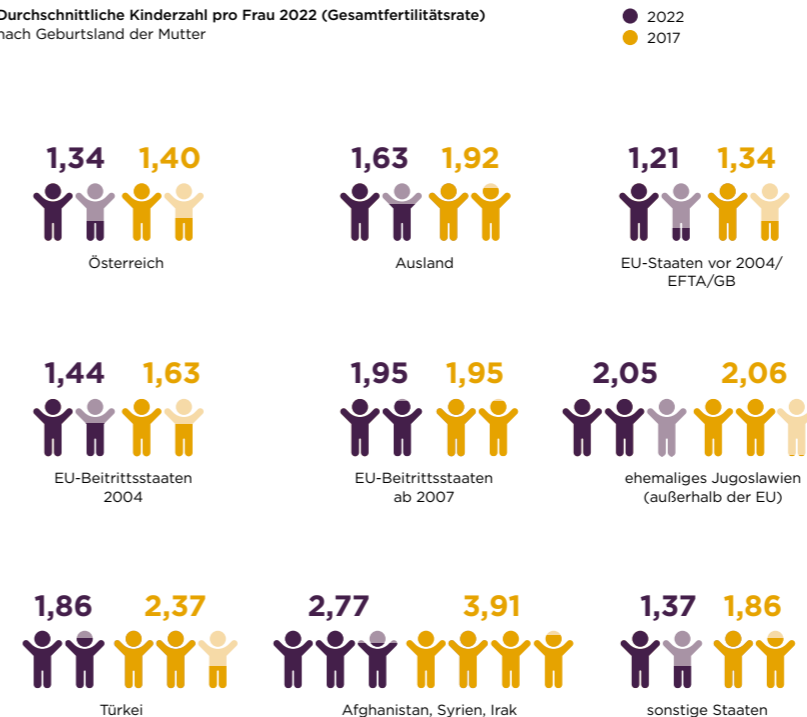 Durchschnittliche Kinderzahl pro Frau 2022 (Gesamtfertilitätsrate)
nach Geburtsland der Mutter
2022
2017
1,34 1,40
Österreich
1,63 1,92
Ausland
1,21 1,34
EU-Staaten vor 2004/
EFTA/GB
1,44 1,63
EU-Beitrittsstaaten
2004
1,95 1,95
EU-Beitrittsstaaten
ab 2007
2,05 2,06
ehemaliges Jugoslawien
(außerhalb der EU)
1,86 2,37
Türkei
2,77 3,91
Afghanistan, Syrien, Irak
1,37 1,86
sonstige Staaten